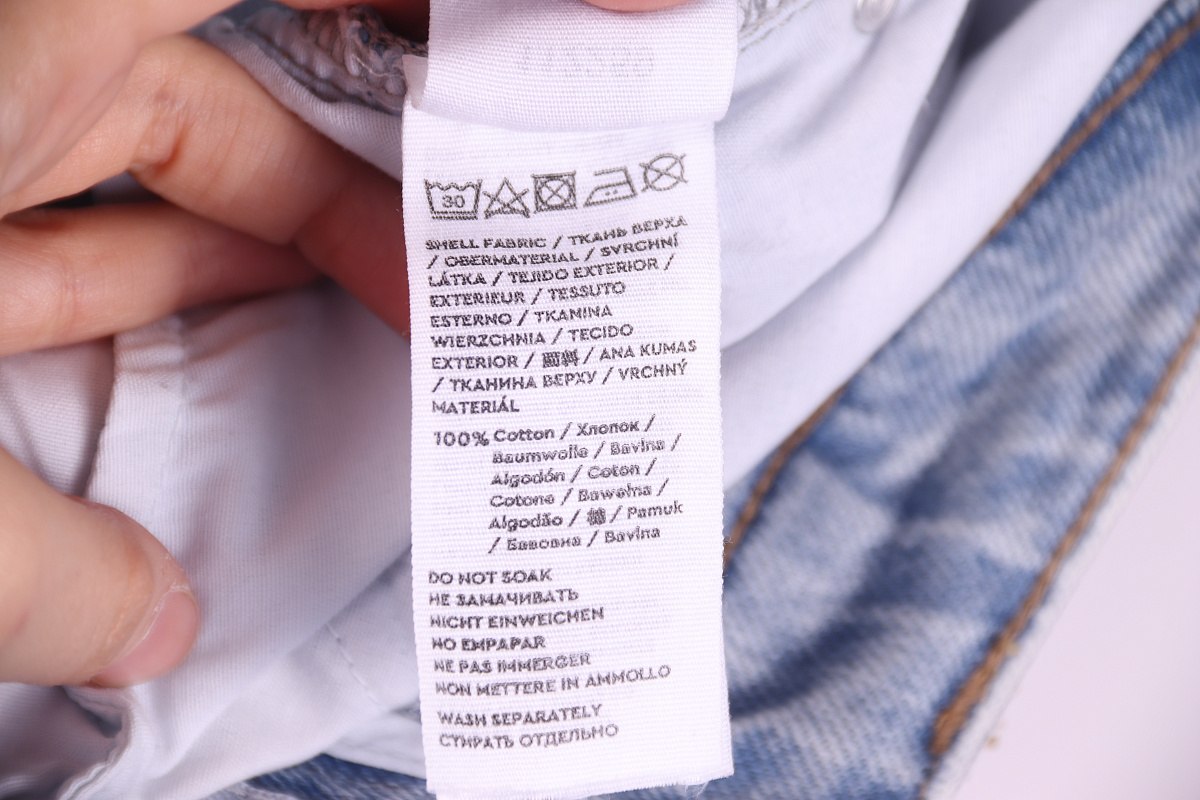 30
SHELL FABRIC / ТКАНЬ ВЕРХА
/ OBERMATERIAL / SVRCHNÍ
LÁTKA / TEJIDO EXTERIOR /
EXTERIEUR / TESSUTO
ESTERNO / TKANINA
WIERZCHNIA / TECIDO
EXTERIOR / 面料 / ANA KUMAS
/ ТКАНИНА ВЕРХУ / VRCHNÝ
MATERIÁL
100% Cotton / Хлопок /
Baumwolle / Bavlna /
Algodón / Coton /
Cotone / Bawełna /
Algodão / 棉 / Pamuk
/ Бавовна / Bavlna
DO NOT SOAK
НЕ ЗАМАЧИВАТЬ
NICHT EINWEICHEN
NO EMPAPAR
NE PAS IMMERGER
NON METTERE IN AMMOLLO
WASH SEPARATELY
СТИРАТЬ ОТДЕЛЬНО